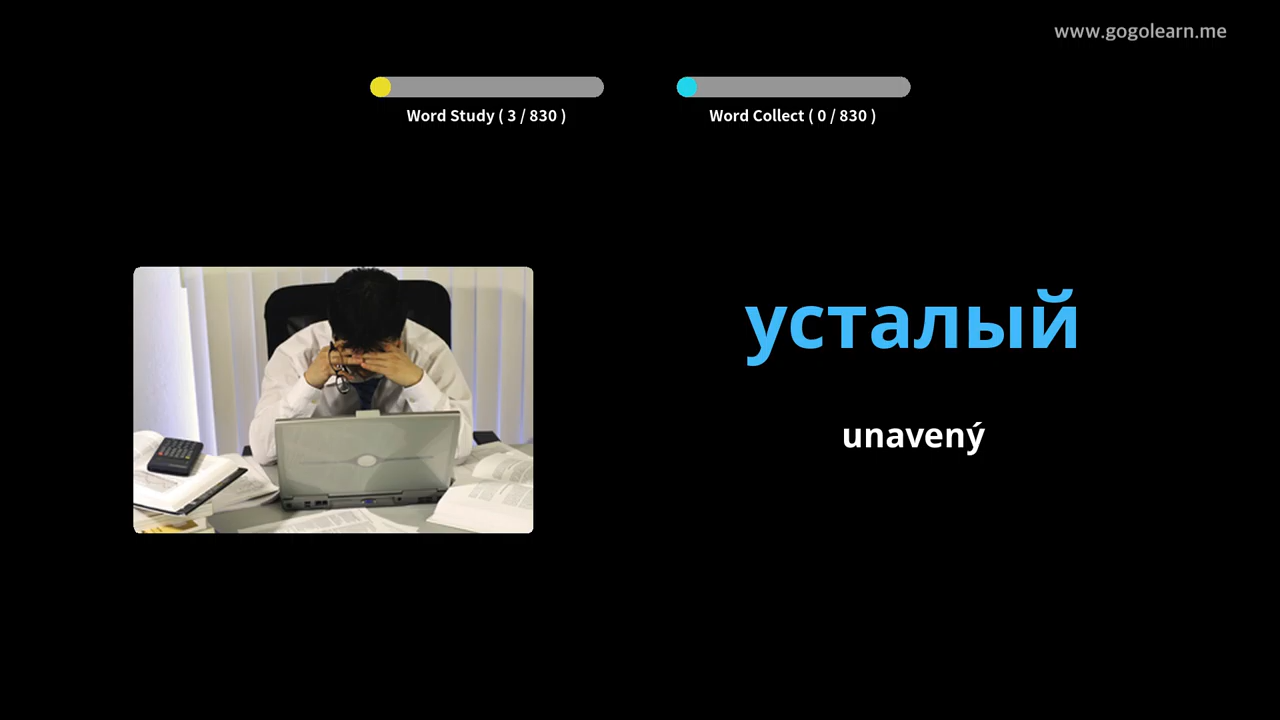 www.gogolearn.me
Word Study ( 3 / 830 )
Word Collect ( 0 / 830 )
усталый
unavený